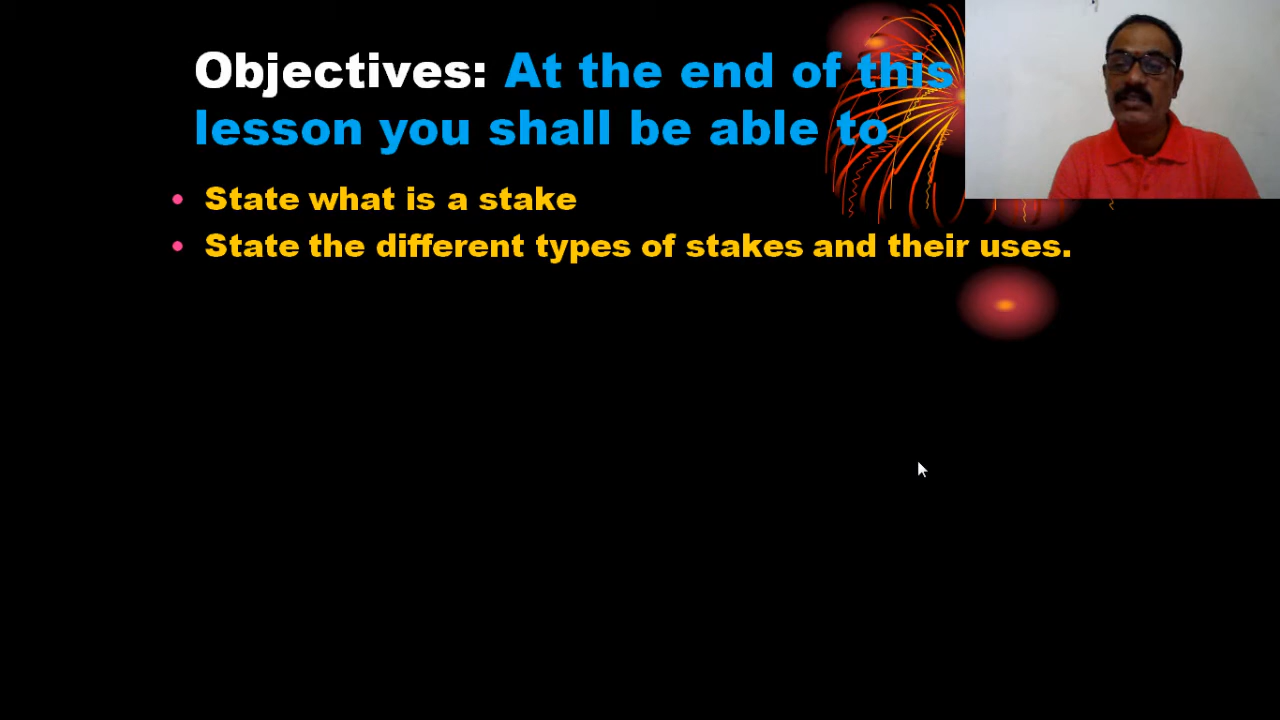 Objectives: At the end of this
lesson you shall be able to
• State what is a stake
• State the different types of stakes and their uses.